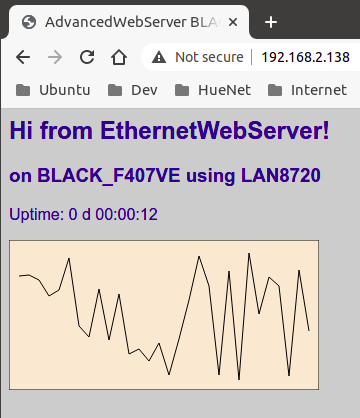 AdvancedWebServer BLA
Not secure 192.168.2.138
Ubuntu Dev HueNet Internet
Hi from EthernetWebServer!
on BLACK_F407VE using LAN8720
Uptime: 0 d 00:00:12